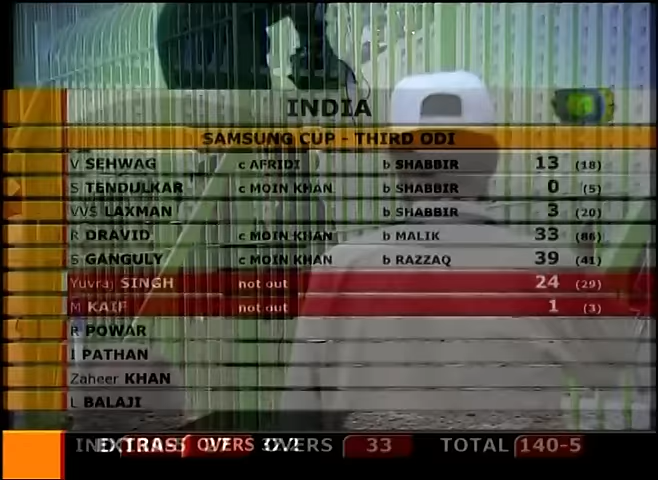 INDIA
SAMSUNG CUP - THIRD ODI
V SEHWAG c AFRIDI b SHABBIR 13 (18)
S TENDULKAR c MOIN KHAN b SHABBIR 0 (5)
VVS LAXMAN b SHABBIR 3 (20)
R DRAVID c MOIN KHAN b MALIK 33 (86)
S GANGULY c MOIN KHAN b RAZZAQ 39 (41)
Yuvraj SINGH not out 24 (29)
M KAIF not out 1 (3)
R POWAR
I PATHAN
Zaheer KHAN
L BALAJI
EXTRAS OVERS 33 TOTAL 140-5